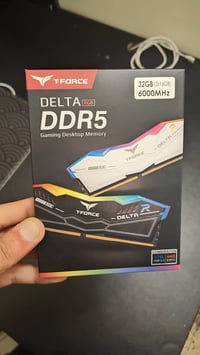 T-FORCE
32GB (2x16GB)
6000MHz
DELTA RGB
DDR5
Gaming Desktop Memory
T-FORCE
DELTA
R